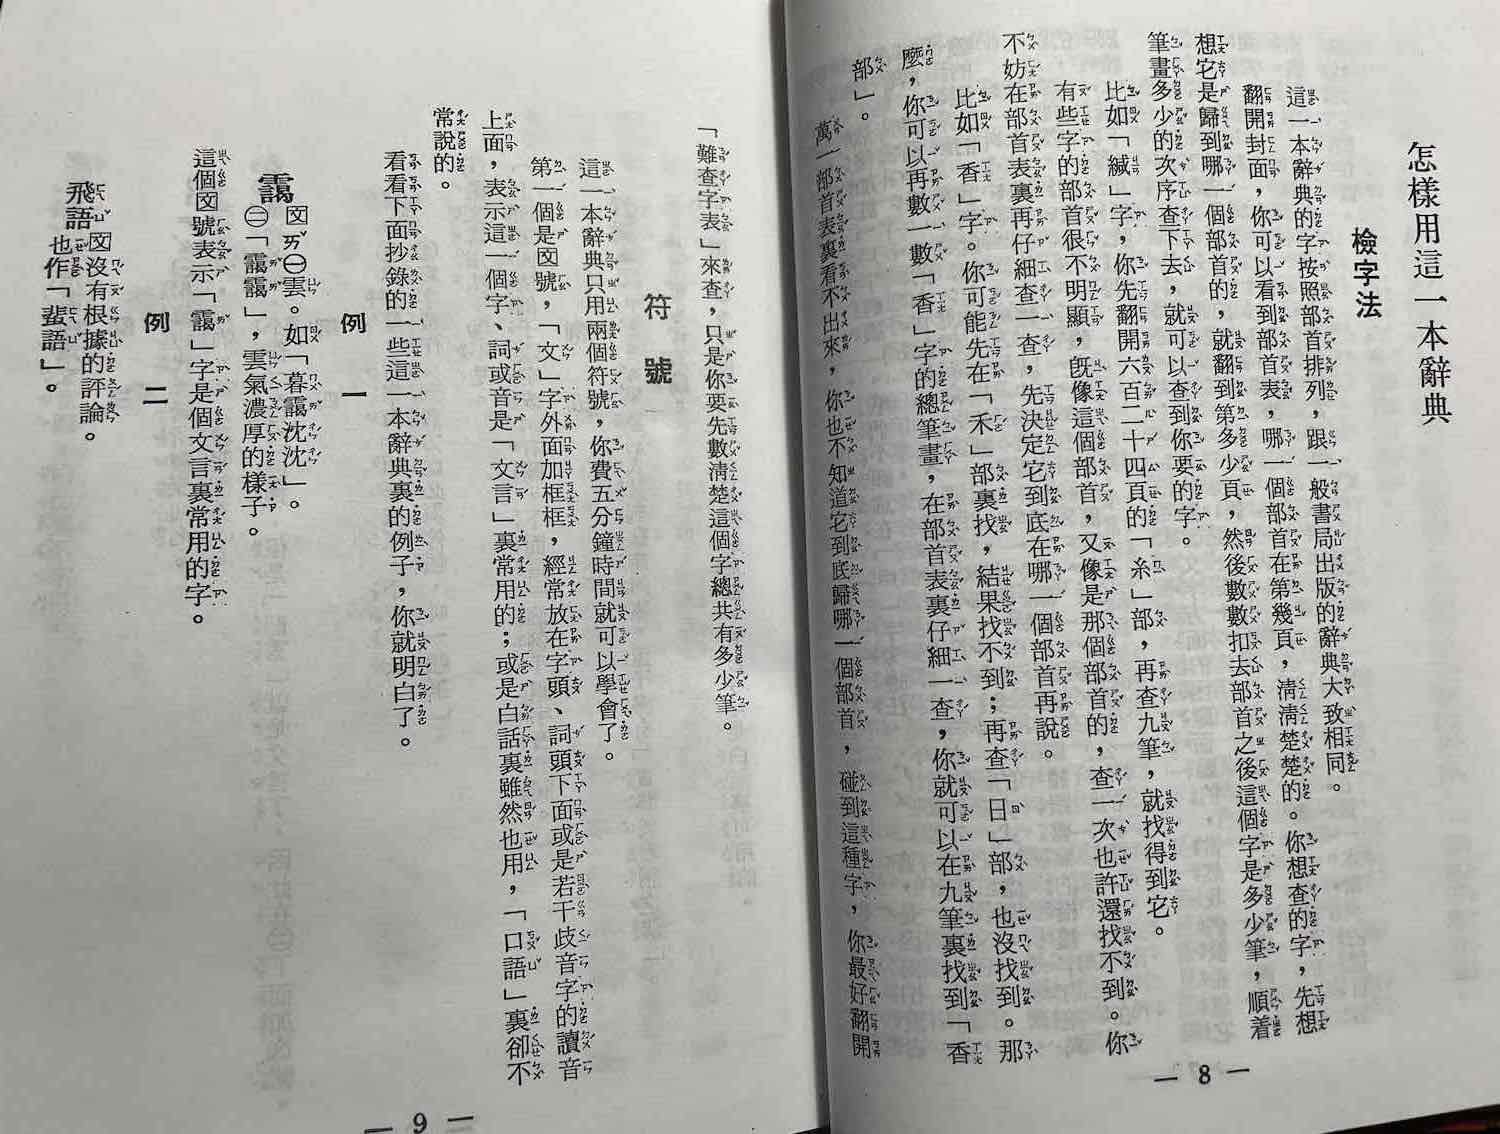 怎樣用這一本辭典
檢字法
這一本辭典的字按照部首排列，跟一般書局出版的辭典大致相同。
翻開封面，你可以看到部首表，哪一個部首在第幾頁，清清楚楚的。你想查的字，先想
想它是歸到哪一個部首的，就翻到第多少頁，然後數數扣去部首之後這個字是多少筆，順着
筆畫多少的次序查下去，就可以查到你要的字。
比如「緘」字，你先翻開六百二十四頁的「糸」部，再查九筆，就找得到它。
有些字的部首很不明顯，既像這個部首，又像是那個部首的，查一次也許還找不到。你
不妨在部首表裏再仔細查一查，先決定它到底在哪一個部首再說。
比如「香」字。你可能先在「禾」部裏找，結果找不到；再查「日」部，也沒找到。那
麼，你可以再數一數「香」字的總筆畫，在部首表裏仔細一查，你就可以在九筆裏找到「香
部」。
萬一部首表裏看不出來，你也不知道它到底歸哪一個部首，碰到這種字，你最好翻開
— 8 —
「難查字表」來查，只是你要先數清楚這個字總共有多少筆。
符號
這一本辭典只用兩個符號，你費五分鐘時間就可以學會了。
第一個是㊆號，「文」字外面加框框，經常放在字頭、詞頭下面或是若干歧音字的讀音
上面，表示這一個字、詞或音是「文言」裏常用的；或是白話裏雖然也用，「口語」裏卻不
常說的。
看看下面抄錄的一些這一本辭典裏的例子，你就明白了。
例一
靄 文 ㄞˇ ㊀雲。如「暮靄沈沈」。
㊁「靄靄」，雲氣濃厚的樣子。
這個文號表示「靄」字是個文言裏常用的字。
例二
飛語 文 沒有根據的評論。
也作「蜚語」。
— 9 —